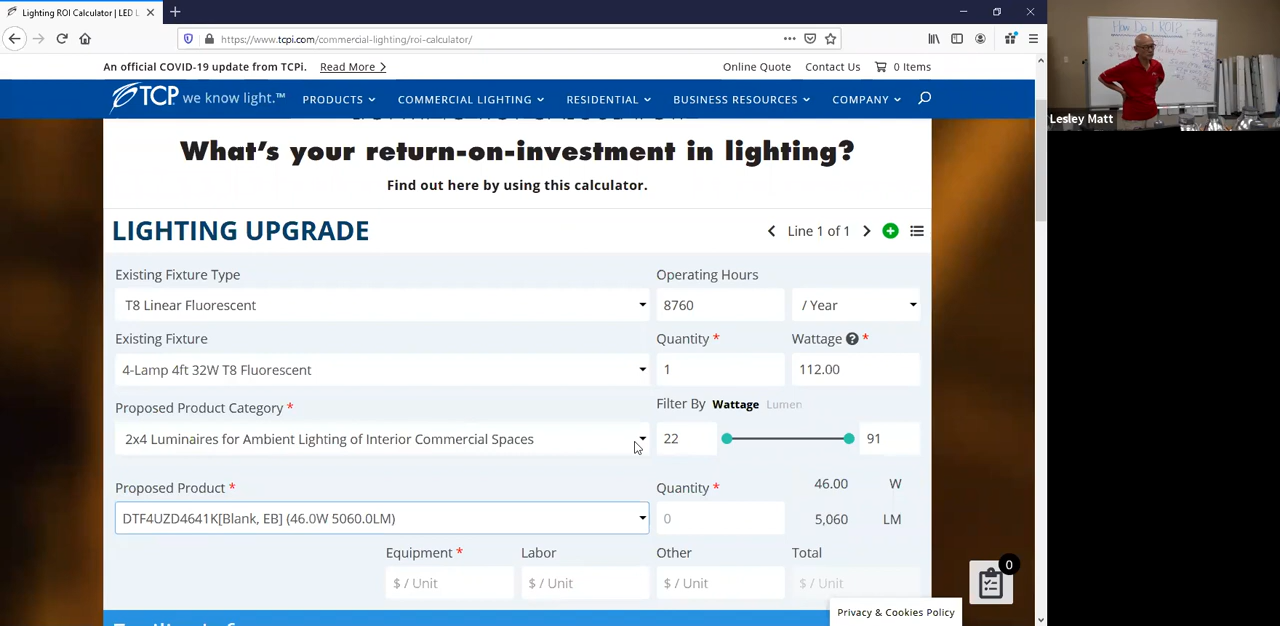 Lighting ROI Calculator | LED L
https://www.tcpi.com/commercial-lighting/roi-calculator/
An official COVID-19 update from TCPi. Read More >
Online Quote Contact Us 0 Items
TCP we know light.™ PRODUCTS COMMERCIAL LIGHTING RESIDENTIAL BUSINESS RESOURCES COMPANY
What's your return-on-investment in lighting?
Find out here by using this calculator.
LIGHTING UPGRADE
Line 1 of 1
Existing Fixture Type Operating Hours
T8 Linear Fluorescent 8760 / Year
Existing Fixture Quantity * Wattage ? *
4-Lamp 4ft 32W T8 Fluorescent 1 112.00
Proposed Product Category * Filter By Wattage Lumen
2x4 Luminaires for Ambient Lighting of Interior Commercial Spaces 22 91
Proposed Product * Quantity * 46.00 W
DTF4UZD4641K[Blank, EB] (46.0W 5060.0LM) 0 5,060 LM
Equipment * Labor Other Total
$ / Unit $ / Unit $ / Unit $ / Unit
0
Privacy & Cookies Policy
How Do I ROI?
Lesley Matt